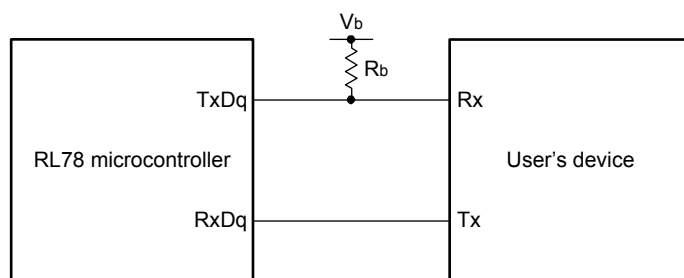 Vb
Rb
TxDq
Rx
RL78 microcontroller
User’s device
RxDq
Tx